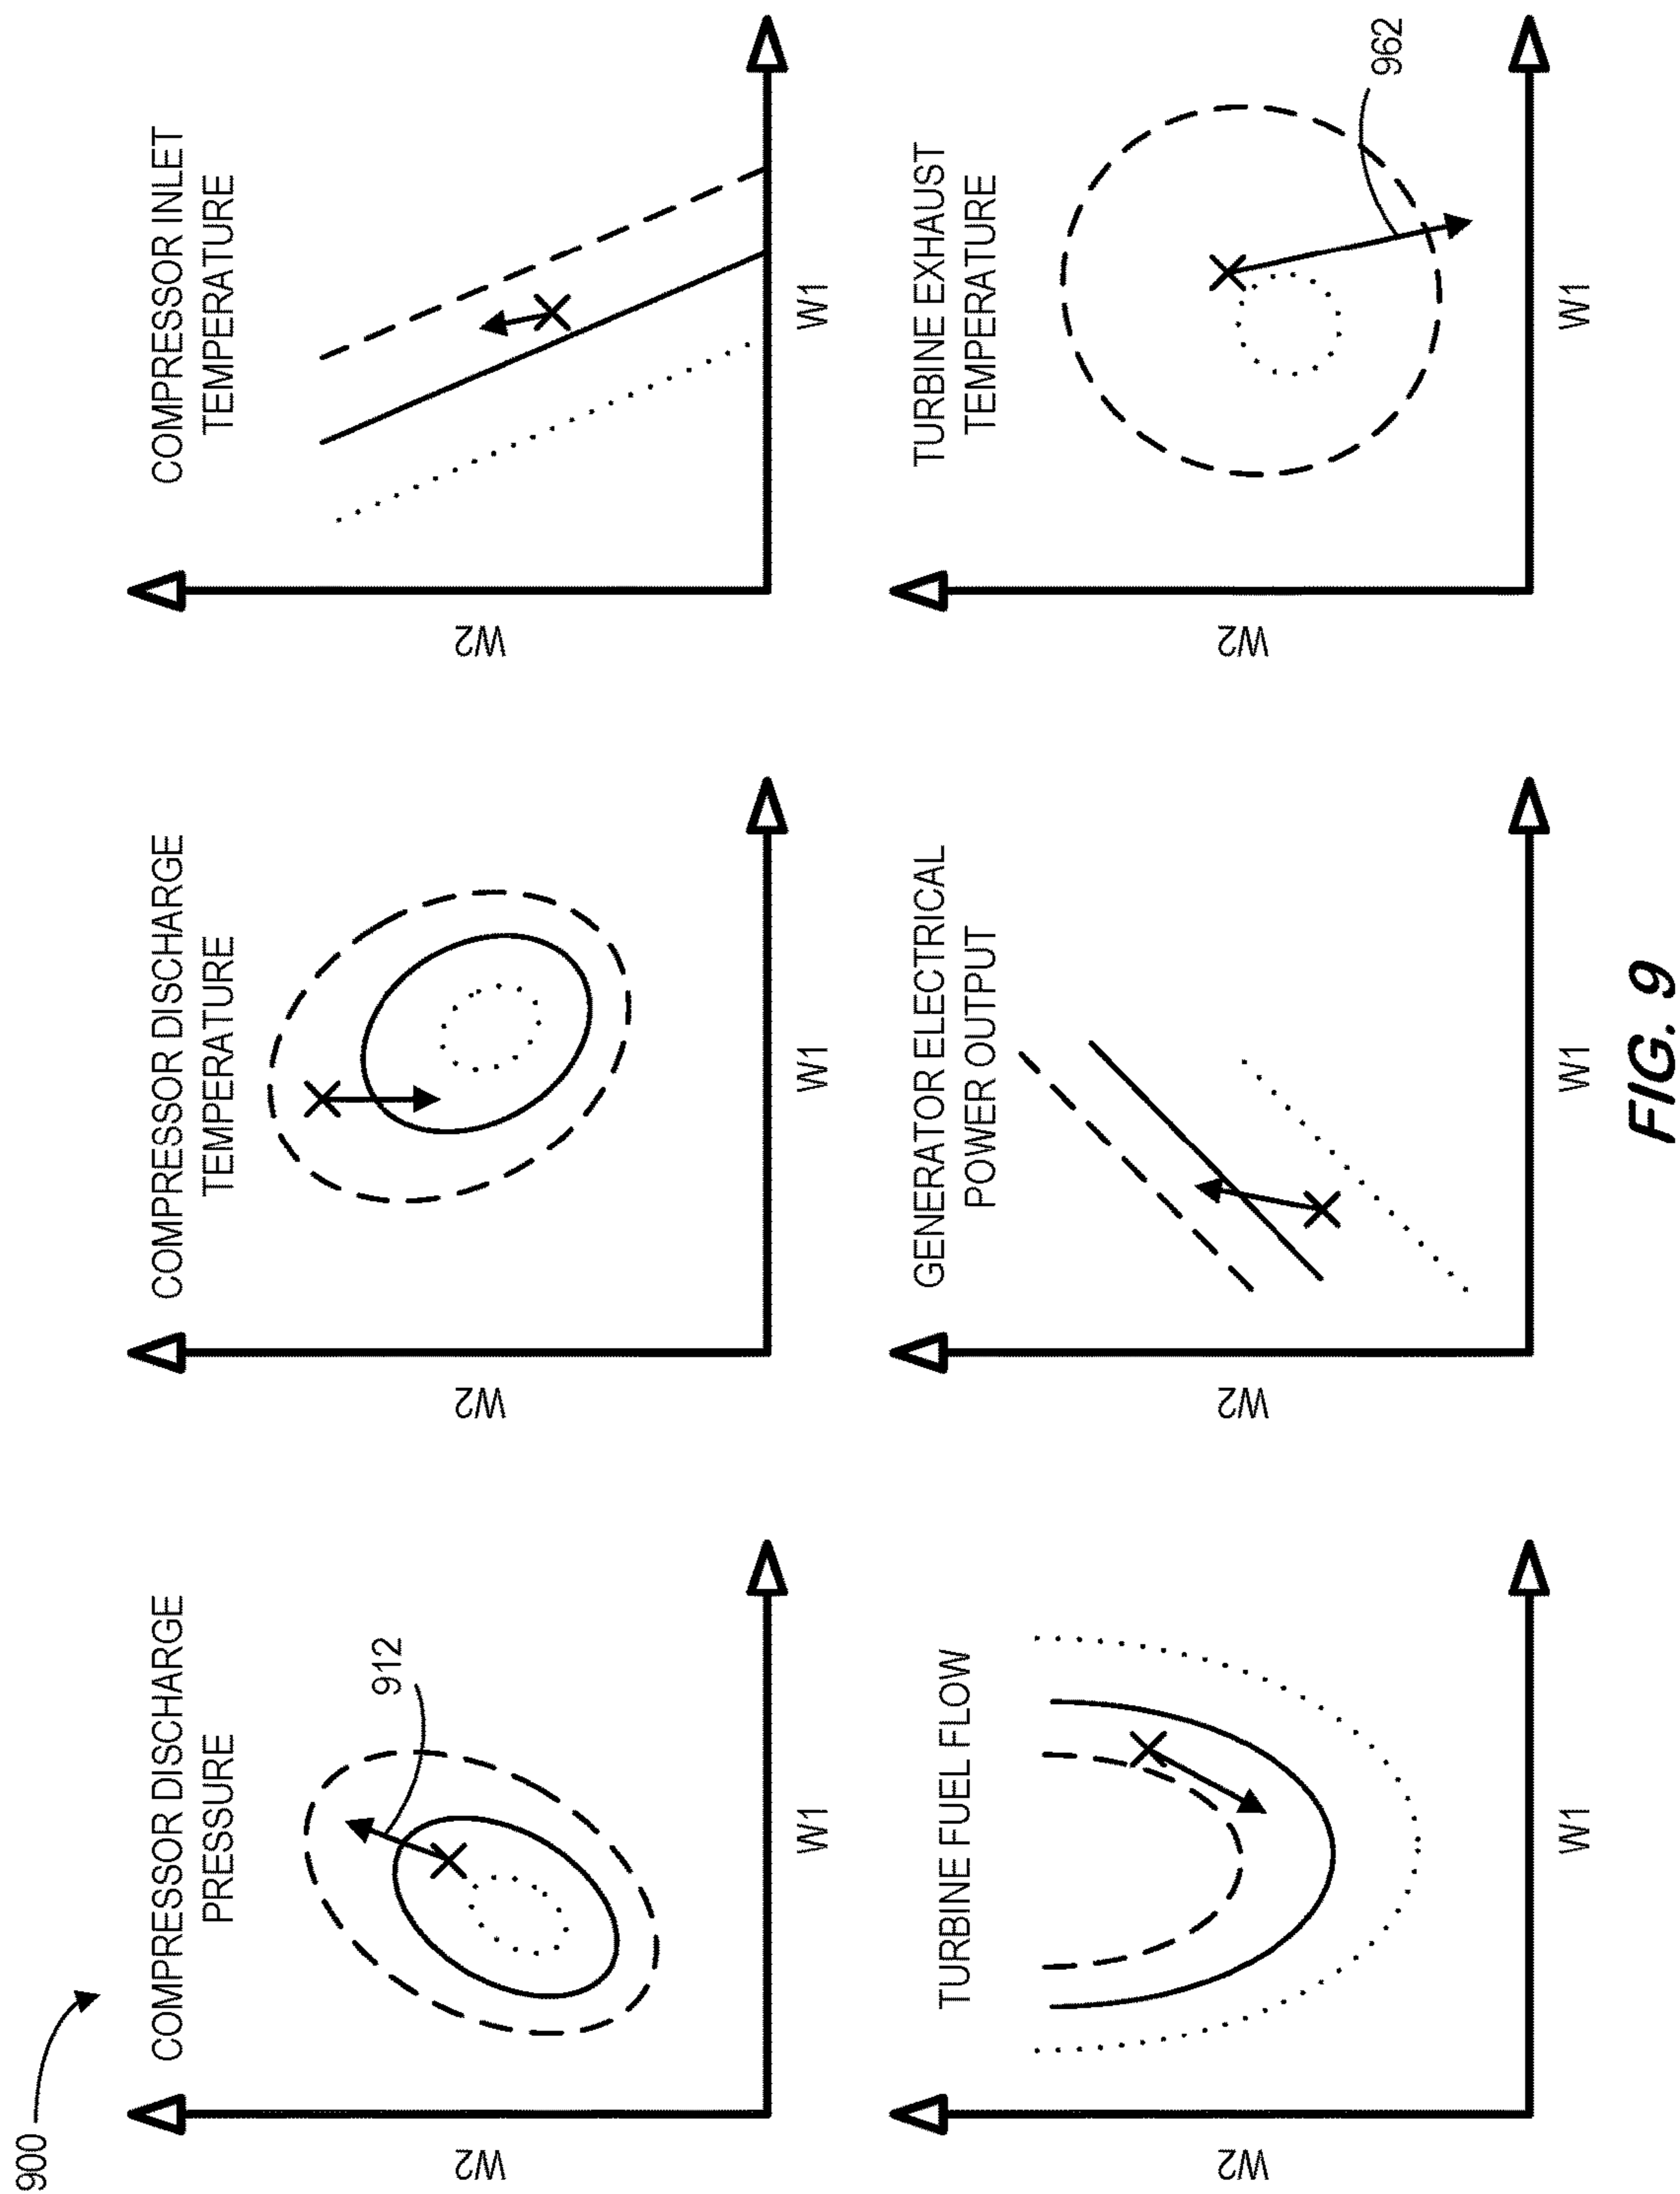 900
COMPRESSOR DISCHARGE
PRESSURE
912
W2
W1
COMPRESSOR DISCHARGE
TEMPERATURE
W2
W1
COMPRESSOR INLET
TEMPERATURE
W2
W1
TURBINE FUEL FLOW
W2
W1
GENERATOR ELECTRICAL
POWER OUTPUT
W2
W1
TURBINE EXHAUST
TEMPERATURE
962
W2
W1
FIG. 9